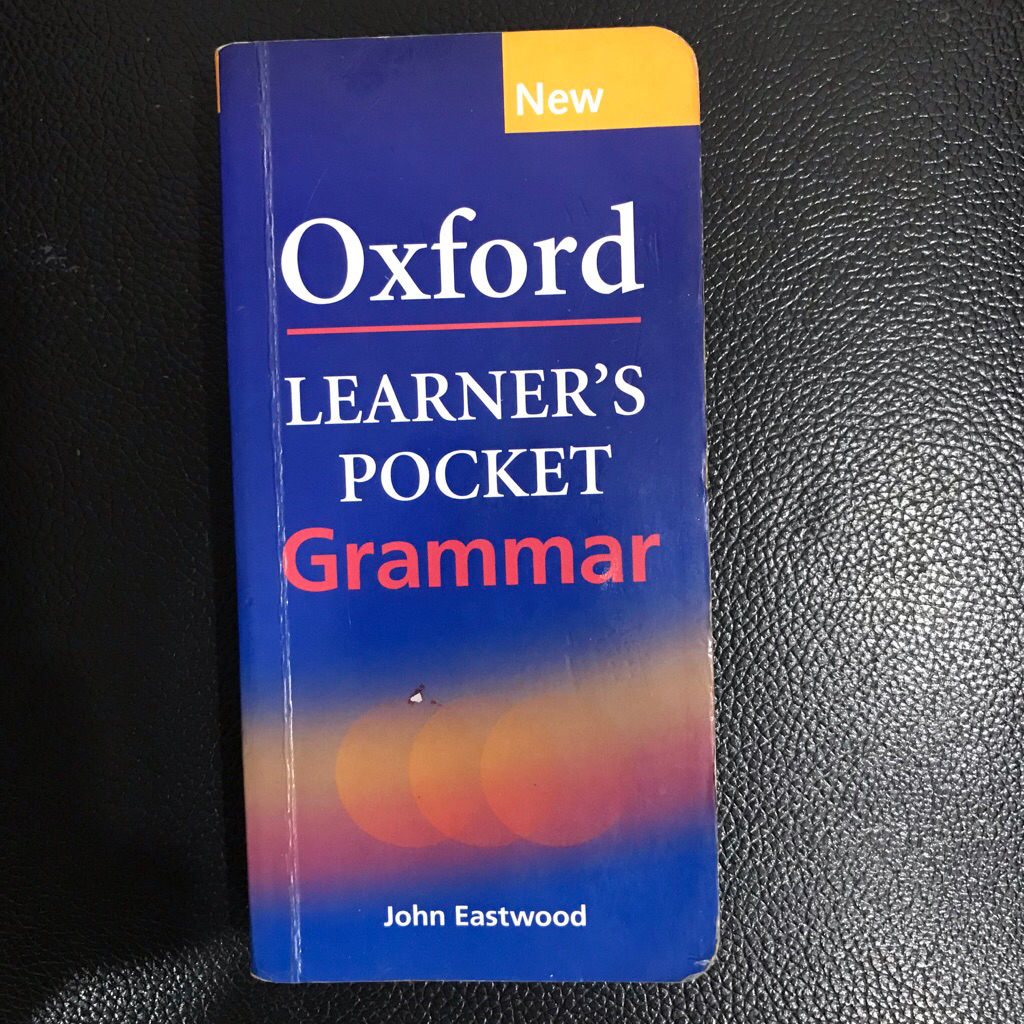 New
Oxford
LEARNER’S
POCKET
Grammar
John Eastwood